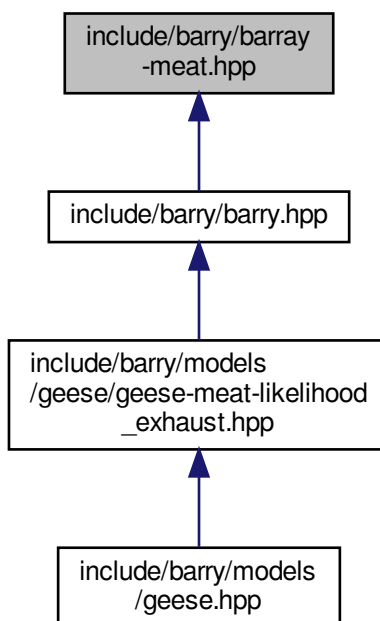 include/barry/barray
-meat.hpp
include/barry/barry.hpp
include/barry/models
/geese/geese-meat-likelihood
_exhaust.hpp
include/barry/models
/geese.hpp